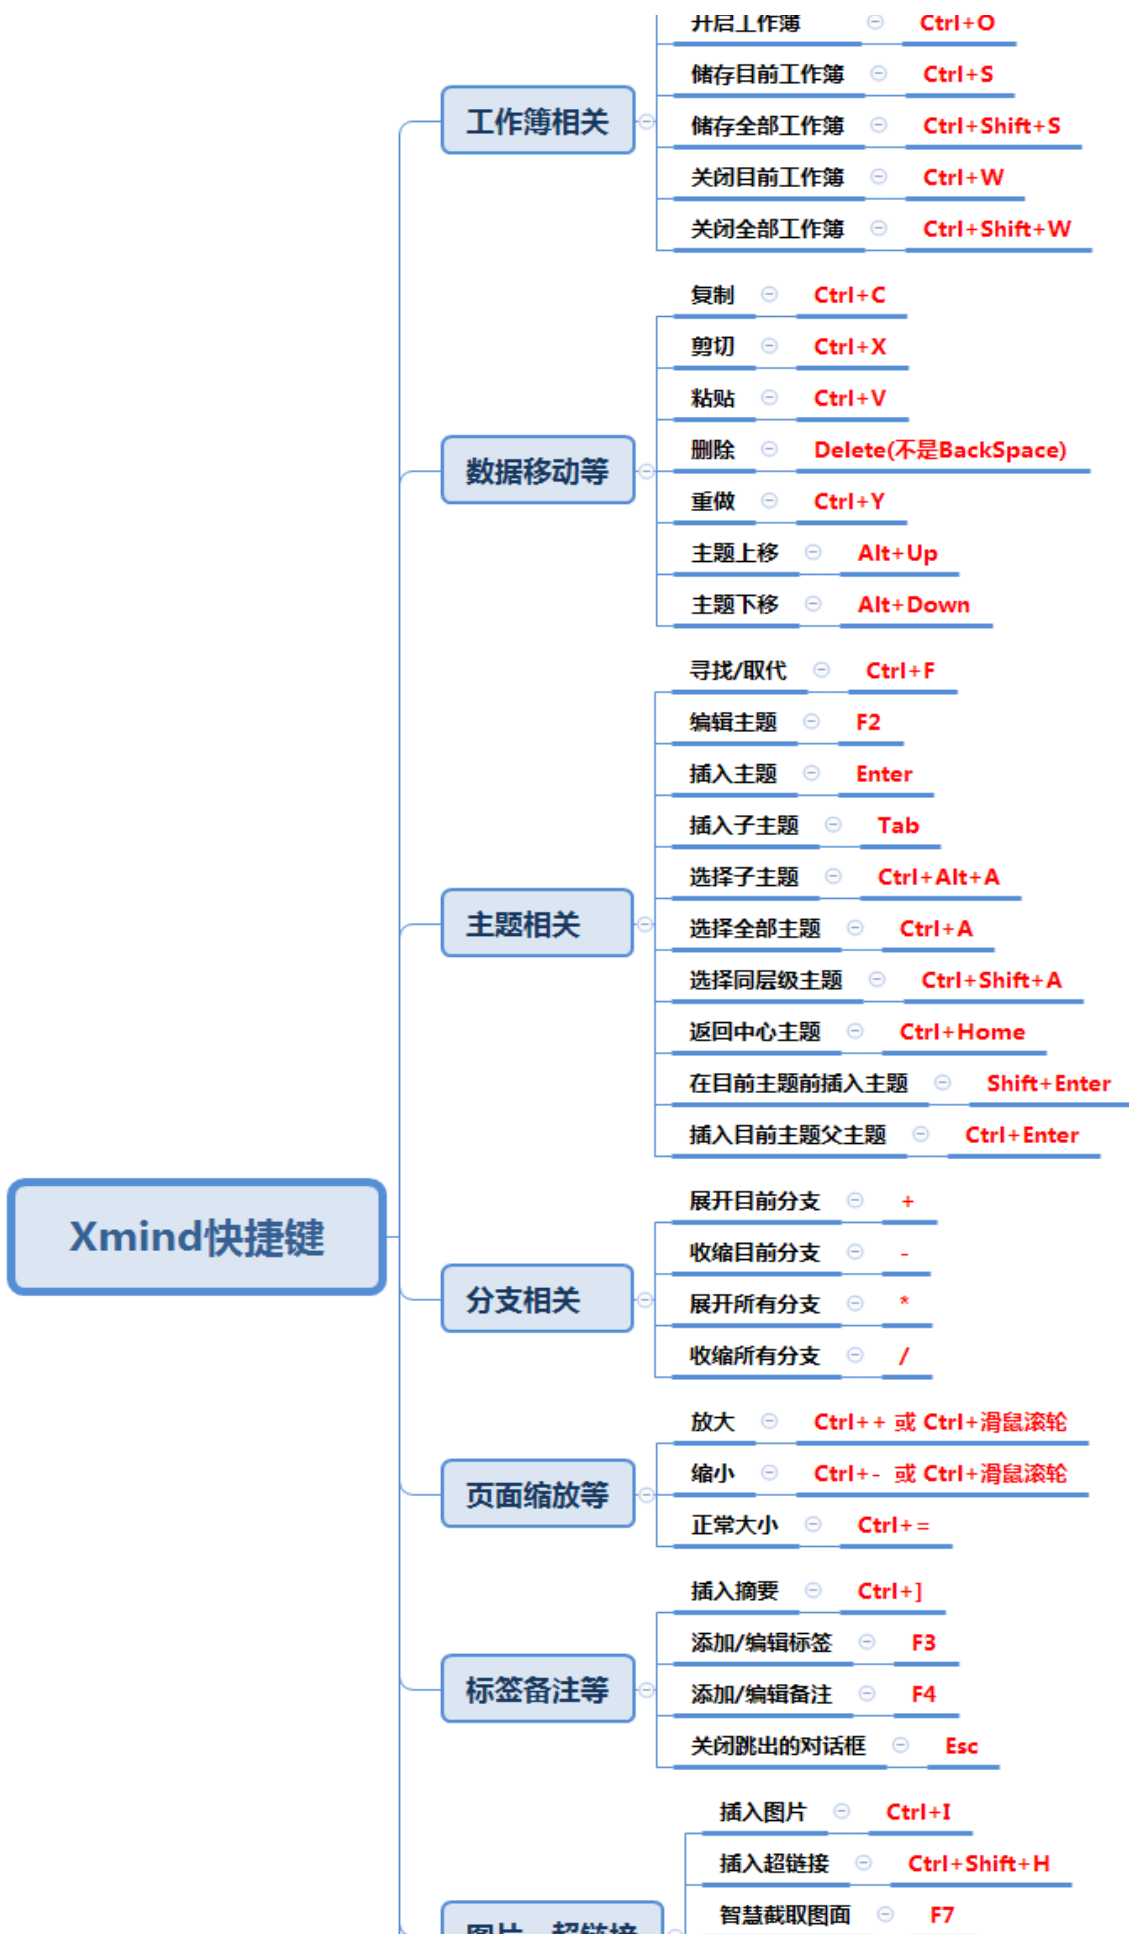 开启工作簿 Ctrl+O
储存目前工作簿 Ctrl+S
工作簿相关
储存全部工作簿 Ctrl+Shift+S
关闭目前工作簿 Ctrl+W
关闭全部工作簿 Ctrl+Shift+W
复制 Ctrl+C
剪切 Ctrl+X
粘贴 Ctrl+V
删除 Delete(不是BackSpace)
数据移动等
重做 Ctrl+Y
主题上移 Alt+Up
主题下移 Alt+Down
寻找/取代 Ctrl+F
编辑主题 F2
插入主题 Enter
插入子主题 Tab
选择子主题 Ctrl+Alt+A
主题相关
选择全部主题 Ctrl+A
选择同层级主题 Ctrl+Shift+A
返回中心主题 Ctrl+Home
在目前主题前插入主题 Shift+Enter
插入目前主题父主题 Ctrl+Enter
Xmind快捷键
展开目前分支 +
收缩目前分支 -
分支相关
展开所有分支 *
收缩所有分支 /
放大 Ctrl++ 或 Ctrl+滑鼠滚轮
缩小 Ctrl+- 或 Ctrl+滑鼠滚轮
页面缩放等
正常大小 Ctrl+=
插入摘要 Ctrl+]
添加/编辑标签 F3
标签备注等
添加/编辑备注 F4
关闭跳出的对话框 Esc
插入图片 Ctrl+I
插入超链接 Ctrl+Shift+H
智慧截取图面 F7
图片、超链接